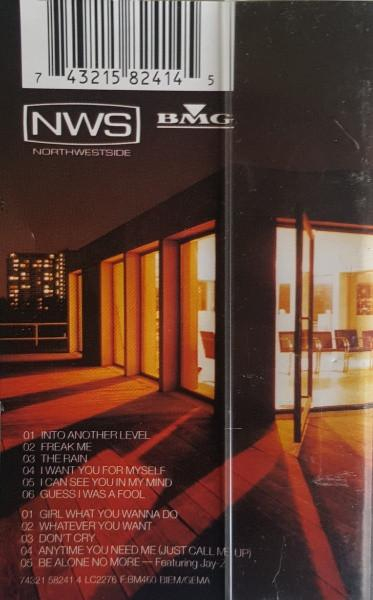 7 43215 82414 5
NWS
NORTHWESTSIDE
BMG
01 INTO ANOTHER LEVEL
02 FREAK ME
03 THE RAIN
04 I WANT YOU FOR MYSELF
05 I CAN SEE YOU IN MY MIND
06 GUESS I WAS A FOOL
01 GIRL WHAT YOU WANNA DO
02 WHATEVER YOU WANT
03 DON'T CRY
04 ANYTIME YOU NEED ME (JUST CALL ME UP)
05 BE ALONE NO MORE — Featuring Jay-Z
74321 58241 4 LC2276 F:BM460 BIEM/GEMA